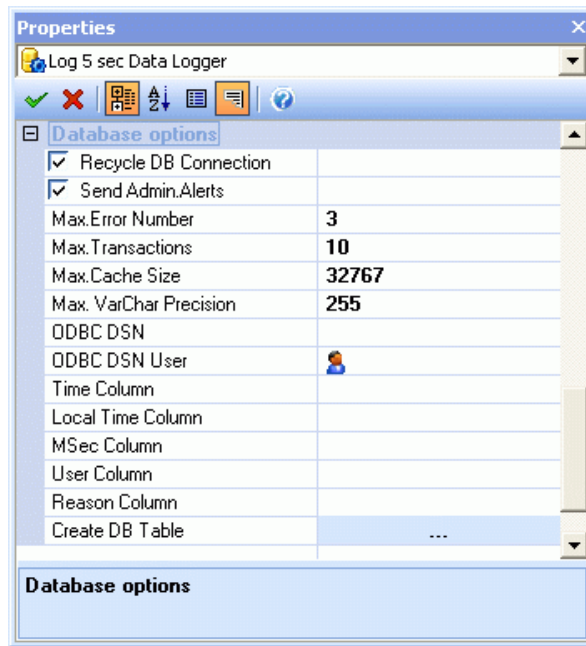 Properties
Log 5 sec Data Logger
Database options
Recycle DB Connection
Send Admin.Alerts
Max.Error Number 3
Max.Transactions 10
Max.Cache Size 32767
Max. VarChar Precision 255
ODBC DSN
ODBC DSN User
Time Column
Local Time Column
MSec Column
User Column
Reason Column
Create DB Table ...
Database options